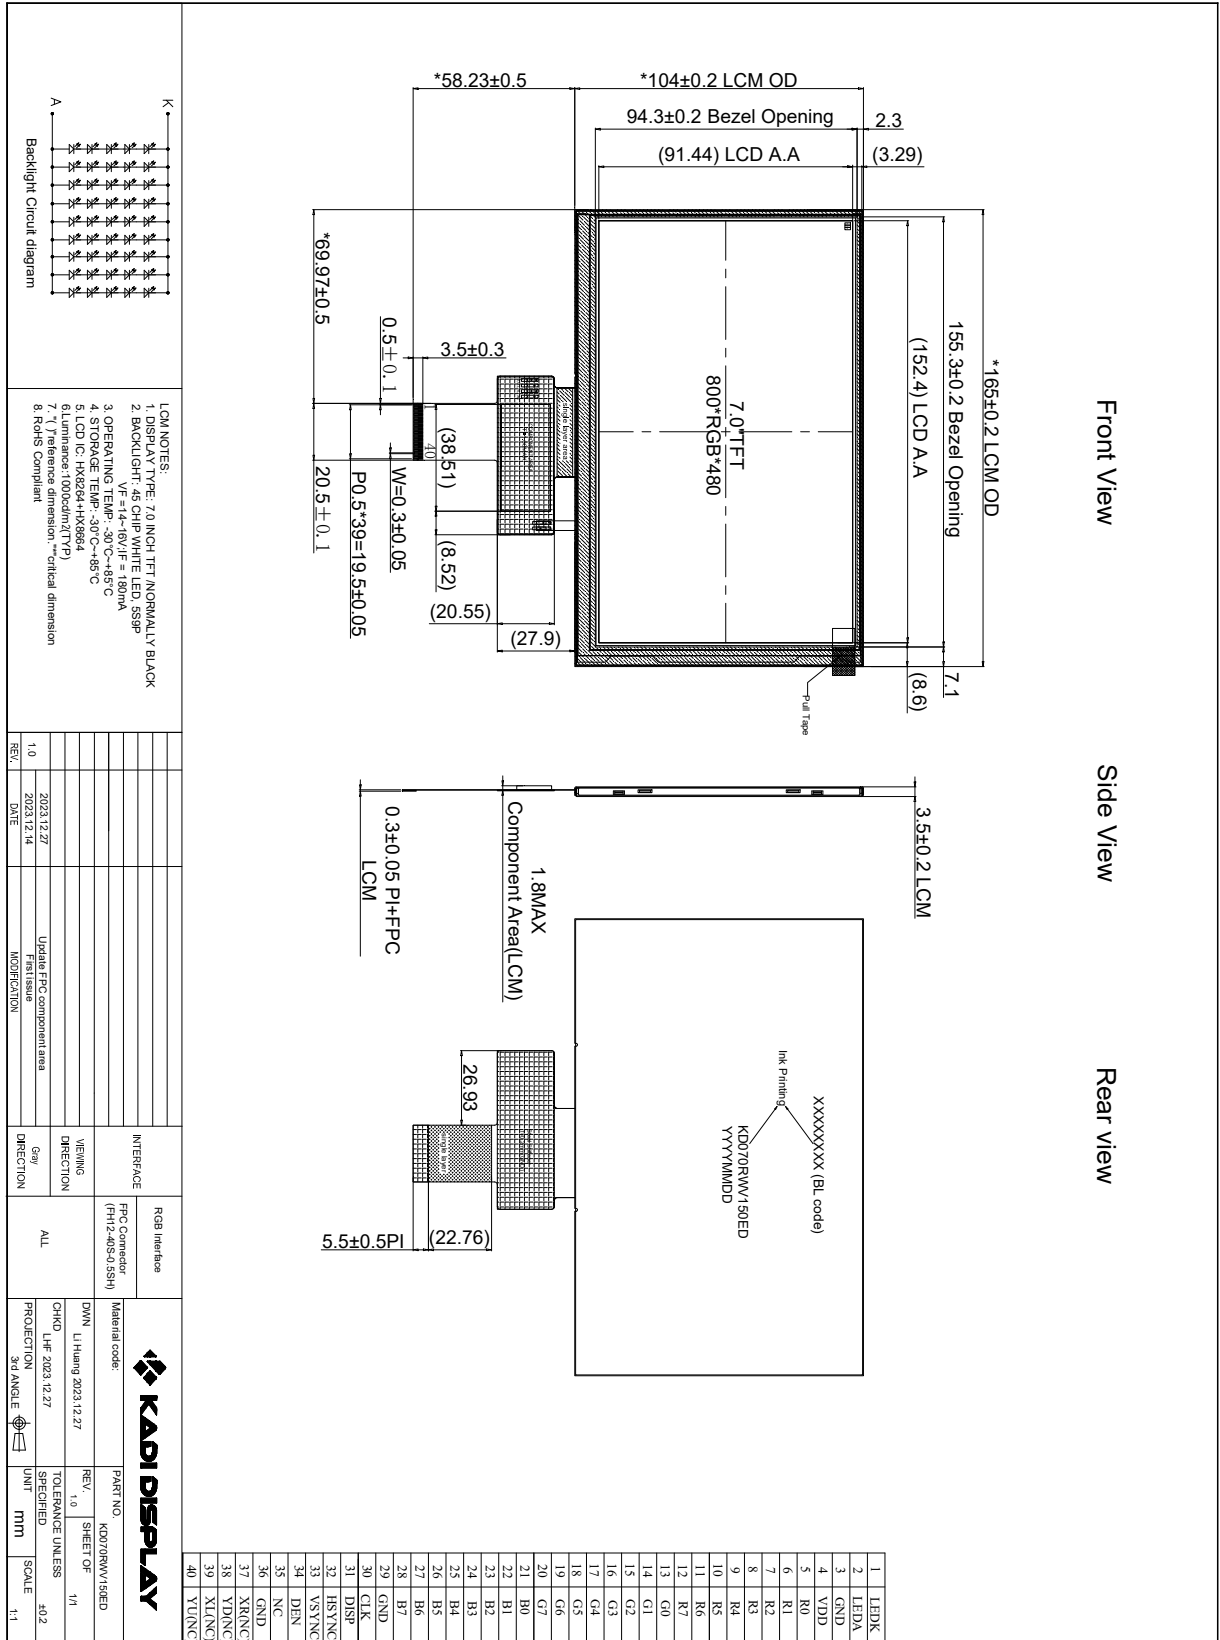 Front View
Side View
Rear view
*58.23±0.5
*104±0.2 LCM OD
94.3±0.2 Bezel Opening
2.3
(91.44) LCD A.A
(3.29)
*165±0.2 LCM OD
155.3±0.2 Bezel Opening
(152.4) LCD A.A
7.1
(8.6)
7.0"TFT
800*RGB*480
Pull Tape
*69.97±0.5
0.5±0.1
3.5±0.3
single layer area
1
40
(38.51)
(8.52)
W=0.3±0.05
P0.5*39=19.5±0.05
20.5±0.1
(20.55)
(27.9)
3.5±0.2 LCM
1.8MAX
Component Area(LCM)
0.3±0.05 PI+FPC
LCM
XXXXXXXX (BL code)
Ink Printing
KD070RWV150ED
YYYYMMDD
26.93
single layer
5.5±0.5PI
(22.76)
K
A
Backlight Circuit diagram
LCM NOTES:
1. DISPLAY TYPE: 7.0 INCH TFT /NORMALLY BLACK
2. BACKLIGHT: 45 CHIP WHITE LED, 5S9P
VF =14~16V;IF = 180mA
3. OPERATING TEMP: -30°C~+85°C
4. STORAGE TEMP: -30°C~+85°C
5. LCD IC: HX8264+HX8664
6.Luminance:1000cd/m2(TYP)
7. "( )"reference dimension,"*"critical dimension
8. RoHS Compliant
2023.12.27 Update FPC component area
1.0 2023.12.14 First issue
REV. DATE MODIFICATION
INTERFACE
RGB Interface
FPC Connector
(FH12-40S-0.5SH)
VIEWING
DIRECTION
ALL
Gray
DIRECTION
KADI DISPLAY
Material code:
PART NO.
KD070RWV150ED
DWN Li Huang 2023.12.27
REV. 1.0
SHEET OF 1/1
CHKD LHF 2023.12.27
TOLERANCE UNLESS
SPECIFIED ±0.2
PROJECTION 3rd ANGLE
UNIT mm
SCALE 1:1
1 LEDK
2 LEDA
3 GND
4 VDD
5 R0
6 R1
7 R2
8 R3
9 R4
10 R5
11 R6
12 R7
13 G0
14 G1
15 G2
16 G3
17 G4
18 G5
19 G6
20 G7
21 B0
22 B1
23 B2
24 B3
25 B4
26 B5
27 B6
28 B7
29 GND
30 CLK
31 DISP
32 HSYNC
33 VSYNC
34 DEN
35 NC
36 GND
37 XR(NC)
38 YD(NC)
39 XL(NC)
40 YU(NC)